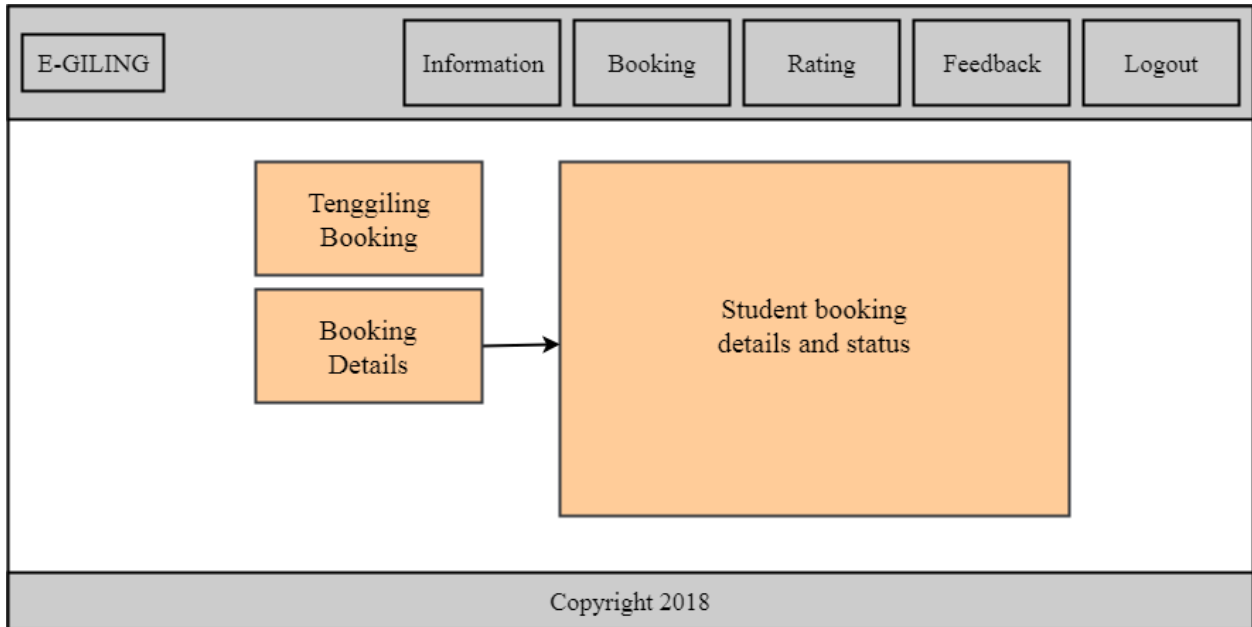 E-GILING
Information
Booking
Rating
Feedback
Logout
Tenggiling
Booking
Booking
Details
Student booking
details and status
Copyright 2018